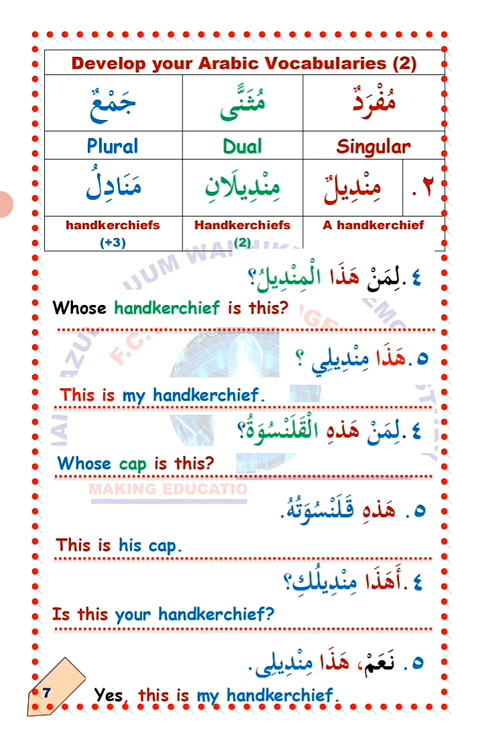 Develop your Arabic Vocabularies (2)
مُفْرَدٌ مُثَنًّى جَمْعٌ
Plural Dual Singular
٢. مِنْدِيلٌ مِنْدِيلَانِ مَنَادِلُ
handkerchiefs Handkerchiefs A handkerchief
(+3) (2)
٤.لِمَنْ هَذَا الْمِنْدِيلُ؟
Whose handkerchief is this?
٥.هَذَا مِنْدِيلِي ؟
This is my handkerchief.
٤.لِمَنْ هَذِهِ الْقَلَنْسُوَةُ؟
Whose cap is this?
MAKING EDUCATIO
٥. هَذِهِ قَلَنْسُوَتُهُ.
This is his cap.
٤.أَهَذَا مِنْدِيلُكِ؟
Is this your handkerchief?
٥. نَعَمْ، هَذَا مِنْدِيلِى.
7 Yes, this is my handkerchief.